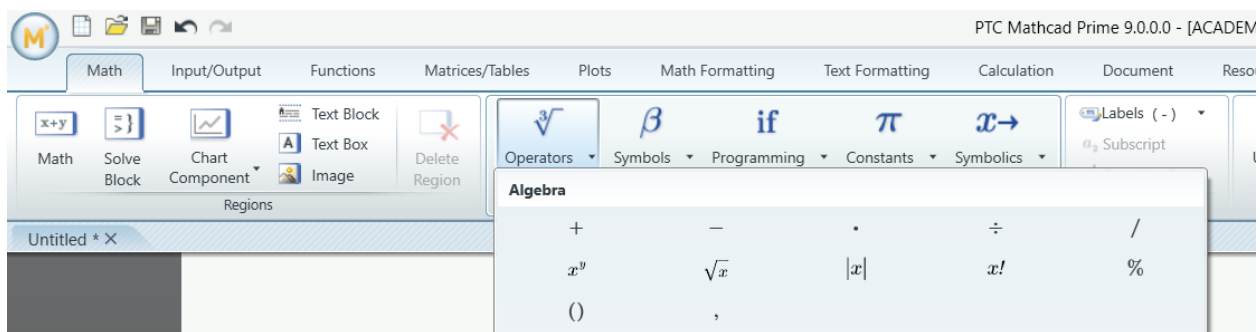 PTC Mathcad Prime 9.0.0.0 - [ACADEM
Math Input/Output Functions Matrices/Tables Plots Math Formatting Text Formatting Calculation Document Resou
x+y
Math
Solve
Block
Chart
Component
Text Block
Text Box
Image
Delete
Region
Regions
∛ β if π x→
Operators Symbols Programming Constants Symbolics
Labels ( - )
Subscript
Algebra
+ − · ÷ /
xʸ √x |x| x! %
() ,
Untitled * ×